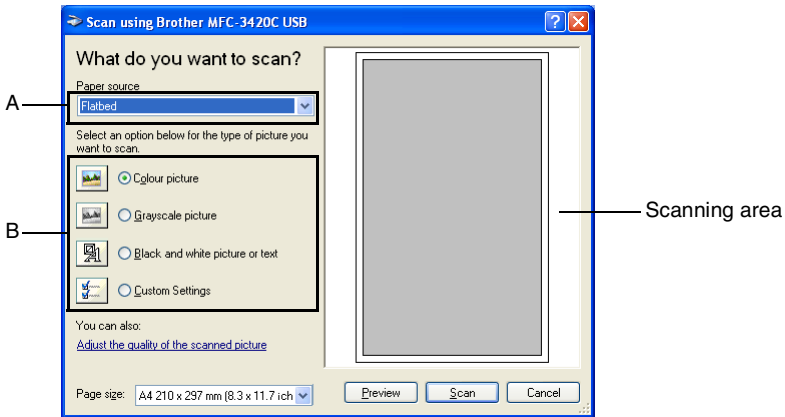 Scan using Brother MFC-3420C USB
What do you want to scan?
Paper source
A
Flatbed
Select an option below for the type of picture you
want to scan.
Colour picture
Grayscale picture
B
Black and white picture or text
Custom Settings
Scanning area
You can also:
Adjust the quality of the scanned picture
Page size: A4 210 x 297 mm (8.3 x 11.7 ich
Preview Scan Cancel